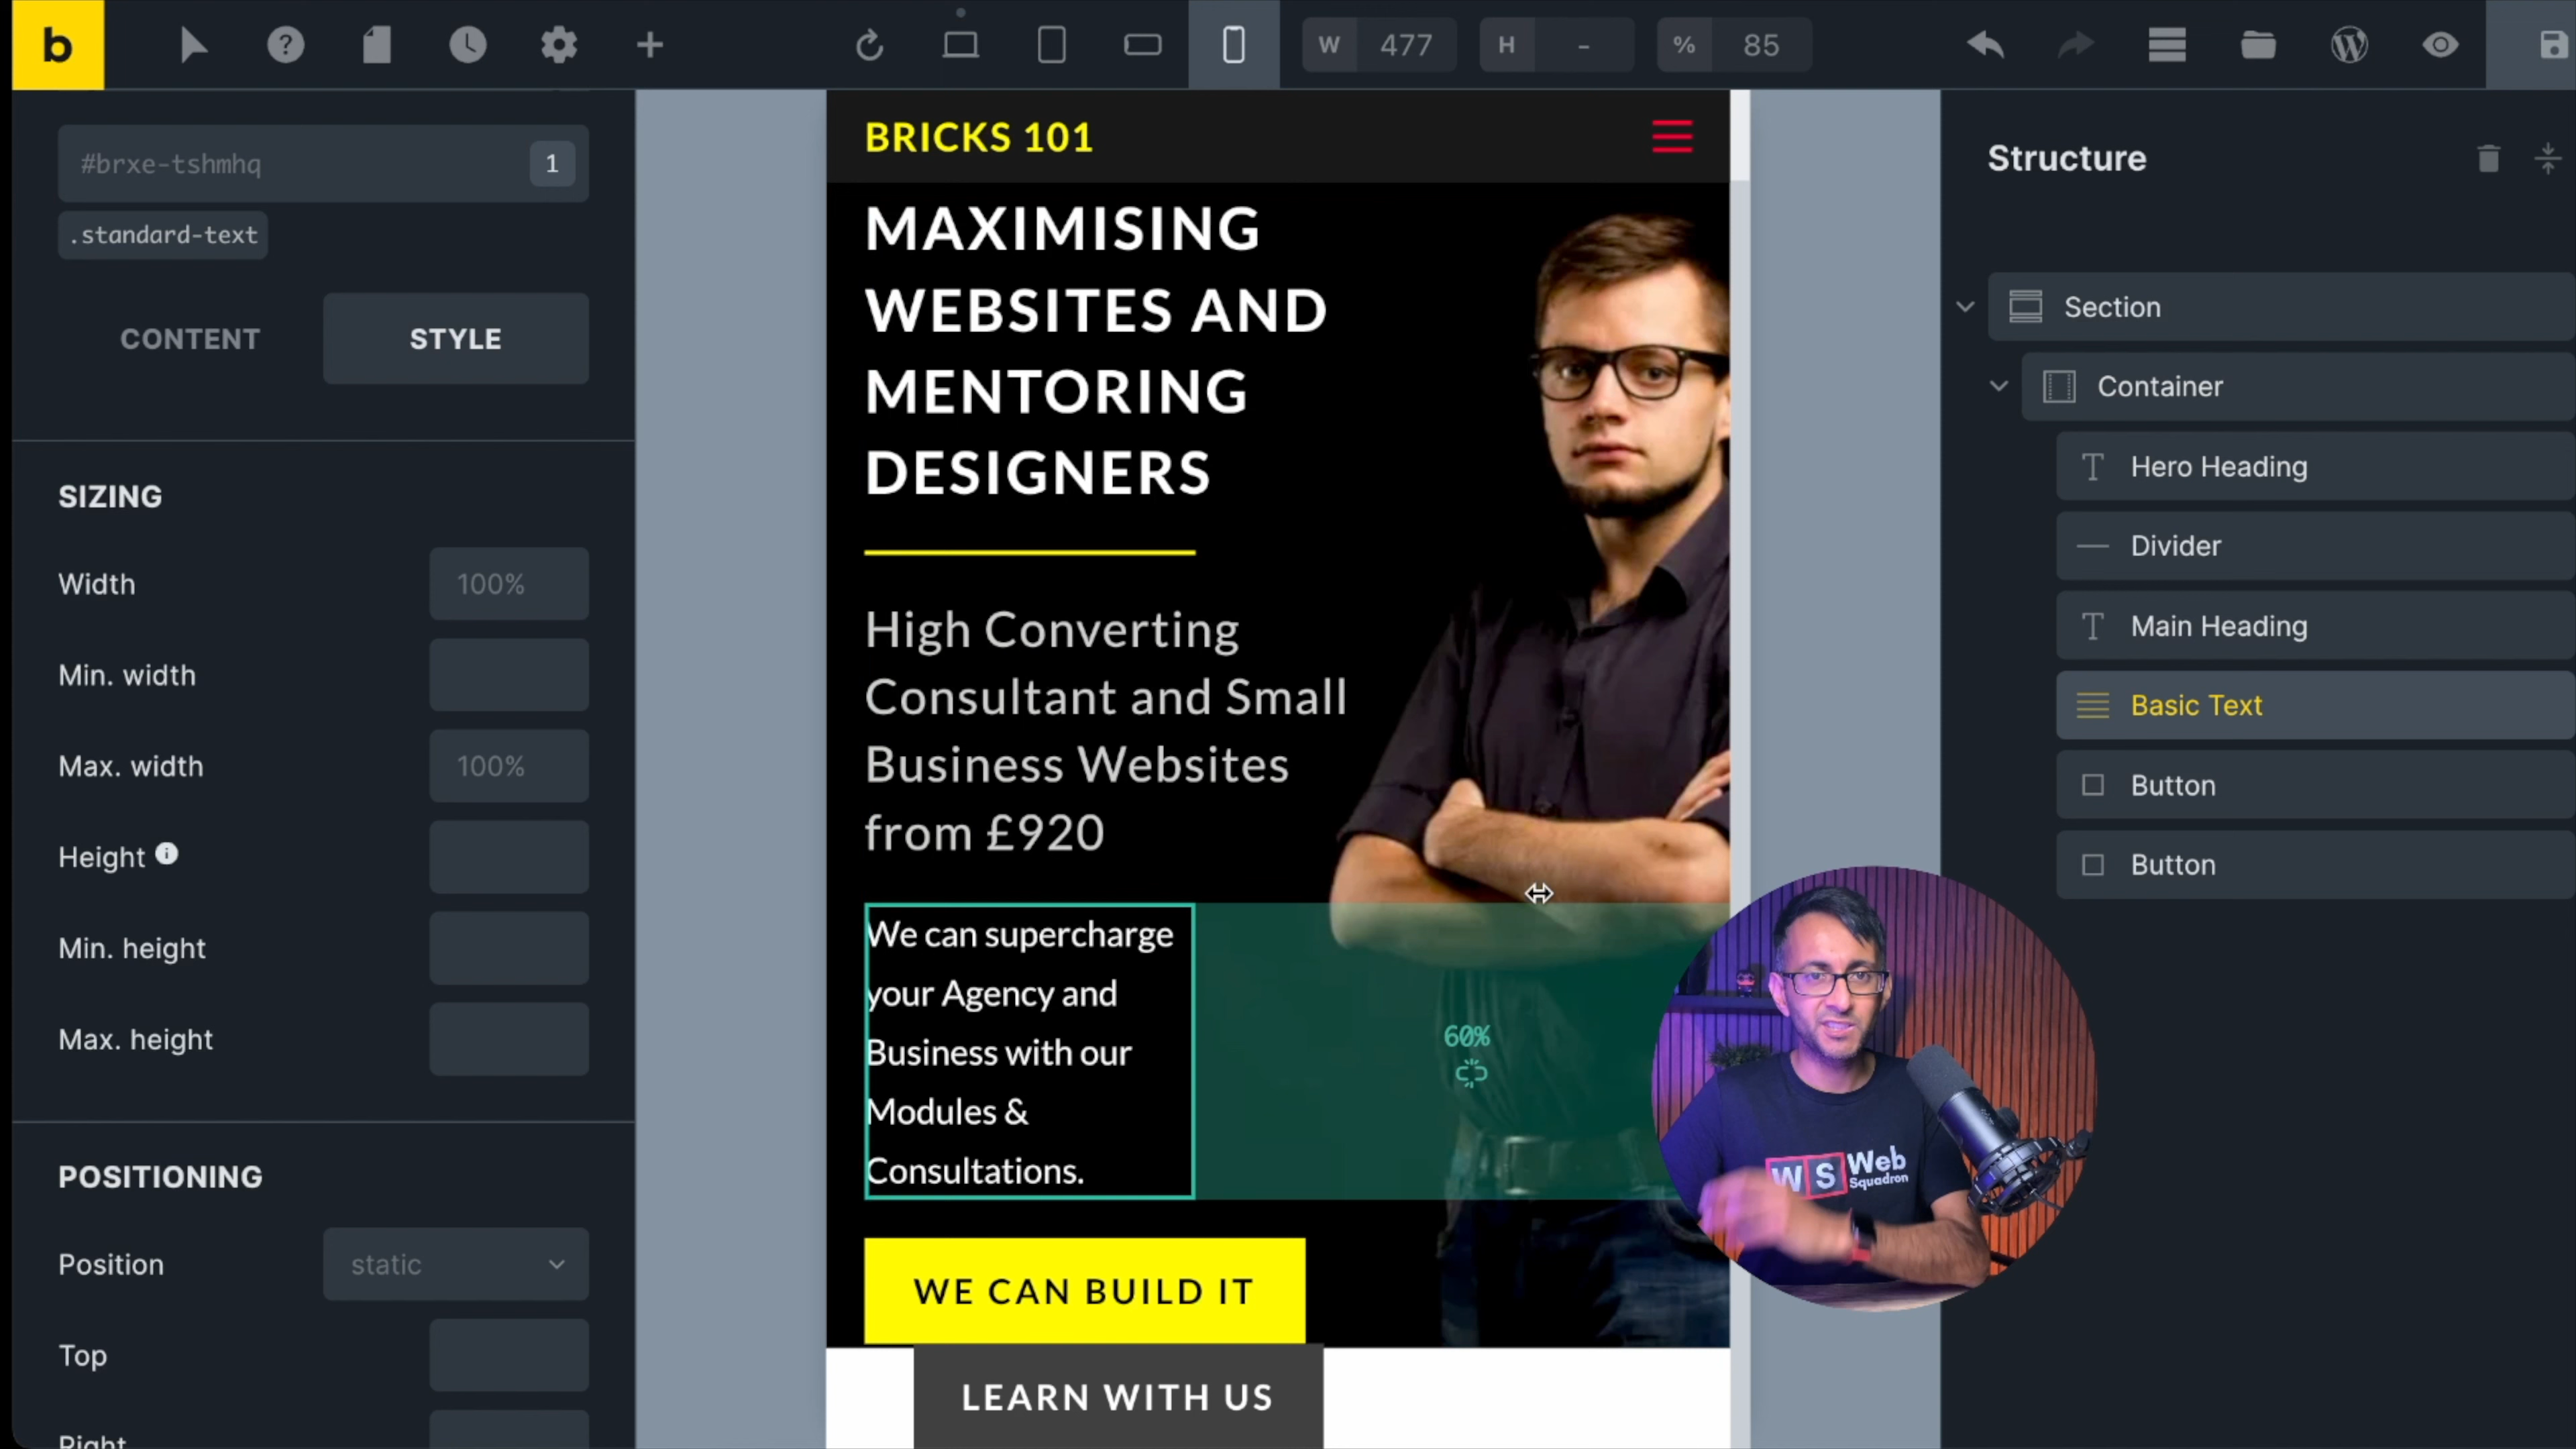 b
?
W 477
H -
% 85
#brxe-tshmhq 1
.standard-text
CONTENT
STYLE
SIZING
Width 100%
Min. width
Max. width 100%
Height i
Min. height
Max. height
POSITIONING
Position static
Top
Right
BRICKS 101
MAXIMISING
WEBSITES AND
MENTORING
DESIGNERS
High Converting
Consultant and Small
Business Websites
from £920
We can supercharge
your Agency and
Business with our
Modules &
Consultations.
60%
WE CAN BUILD IT
LEARN WITH US
Structure
Section
Container
Hero Heading
Divider
Main Heading
Basic Text
Button
Button
WS Web
Squadron